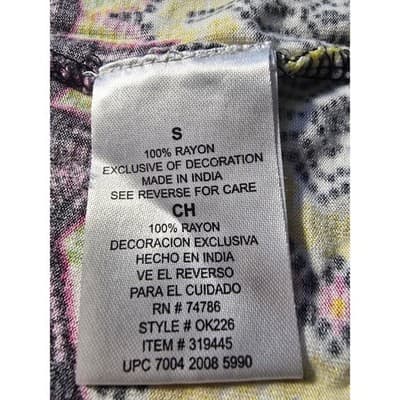 S
100% RAYON
EXCLUSIVE OF DECORATION
MADE IN INDIA
SEE REVERSE FOR CARE
CH
100% RAYON
DECORACION EXCLUSIVA
HECHO EN INDIA
VE EL REVERSO
PARA EL CUIDADO
RN # 74786
STYLE # OK226
ITEM # 319445
UPC 7004 2008 5990